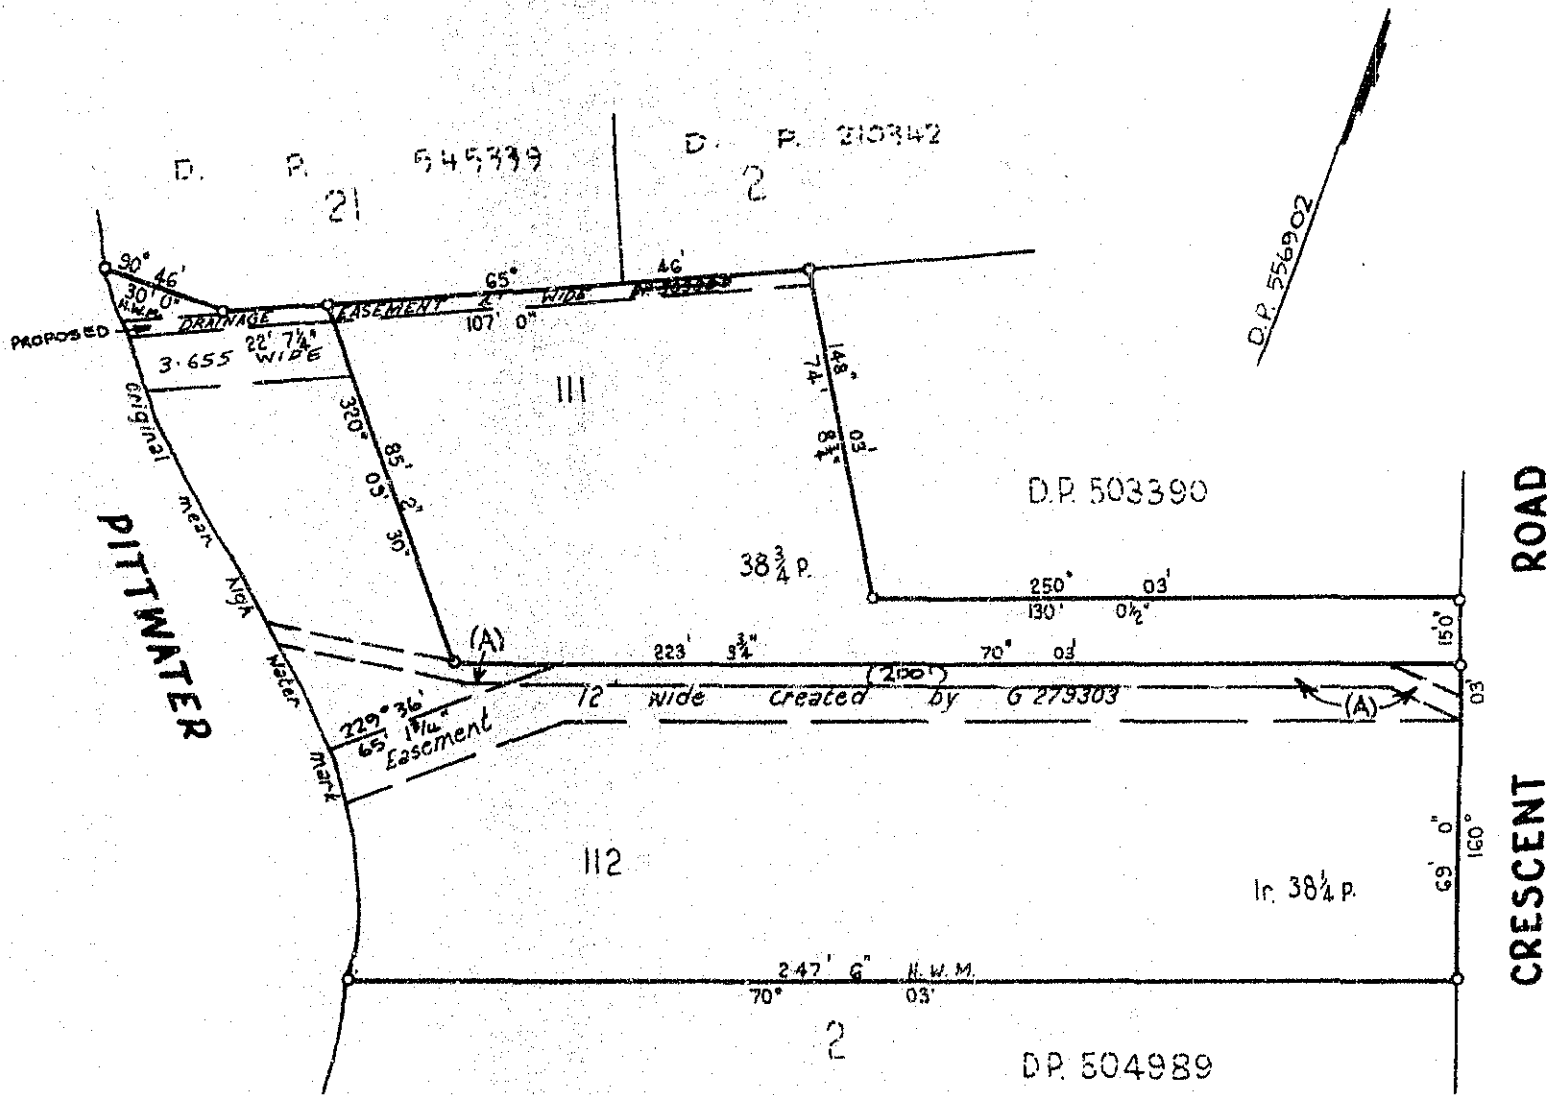 D. P. 545339
21
D. P. 210342
2
D.P. 556902
90° 46'
30' 0"
H.W.M.
65° 46'
PROPOSED
DRAINAGE EASEMENT 4' WIDE
107' 0"
22' 7¼"
3·655 WIDE
111
148° 03'
74' 8¾"
320° 09' 30"
85' 2"
Original mean high water mark
PITTWATER
D.P. 503390
38¾ P.
250° 03'
130' 0½"
15'0"
ROAD
(A)
223' 3¾" 70° 03'
(200')
12' wide created by G 279303
(A)
229° 36'
65' 1¾"
Easement
03'
160°
69' 0"
112
1r. 38¼ P.
CRESCENT
247' 6" H.W.M.
70° 03'
2
D.P. 504989